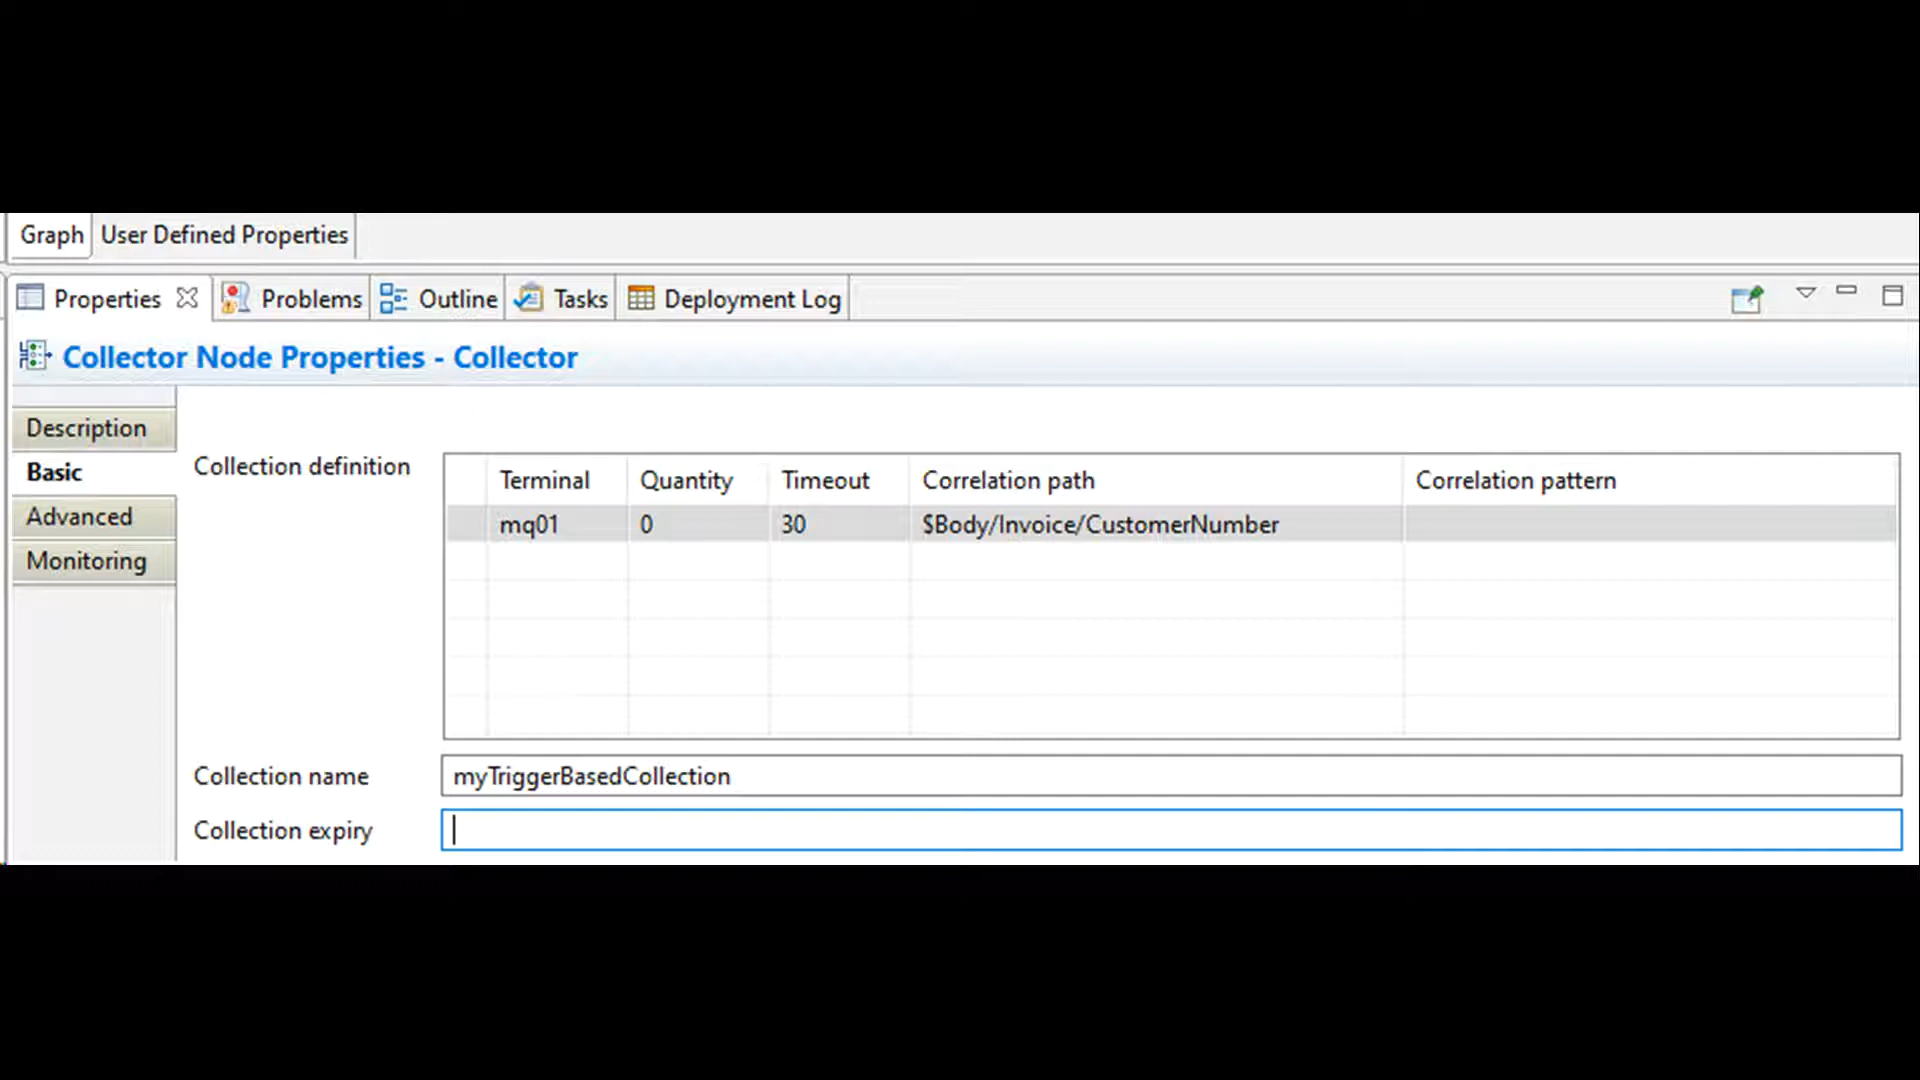 Graph User Defined Properties
Properties Problems Outline Tasks Deployment Log
Collector Node Properties - Collector
Description
Basic
Advanced
Monitoring
Collection definition
Terminal Quantity Timeout Correlation path Correlation pattern
mq01 0 30 $Body/Invoice/CustomerNumber
Collection name myTriggerBasedCollection
Collection expiry